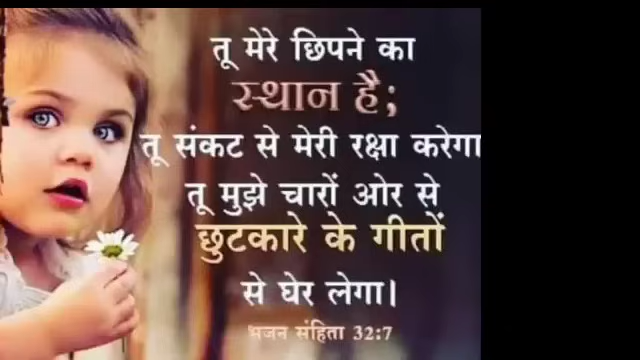 तू मेरे छिपने का
स्थान है;
तू संकट से मेरी रक्षा करेगा
तू मुझे चारों ओर से
छुटकारे के गीतों
से घेर लेगा।
भजन संहिता 32:7